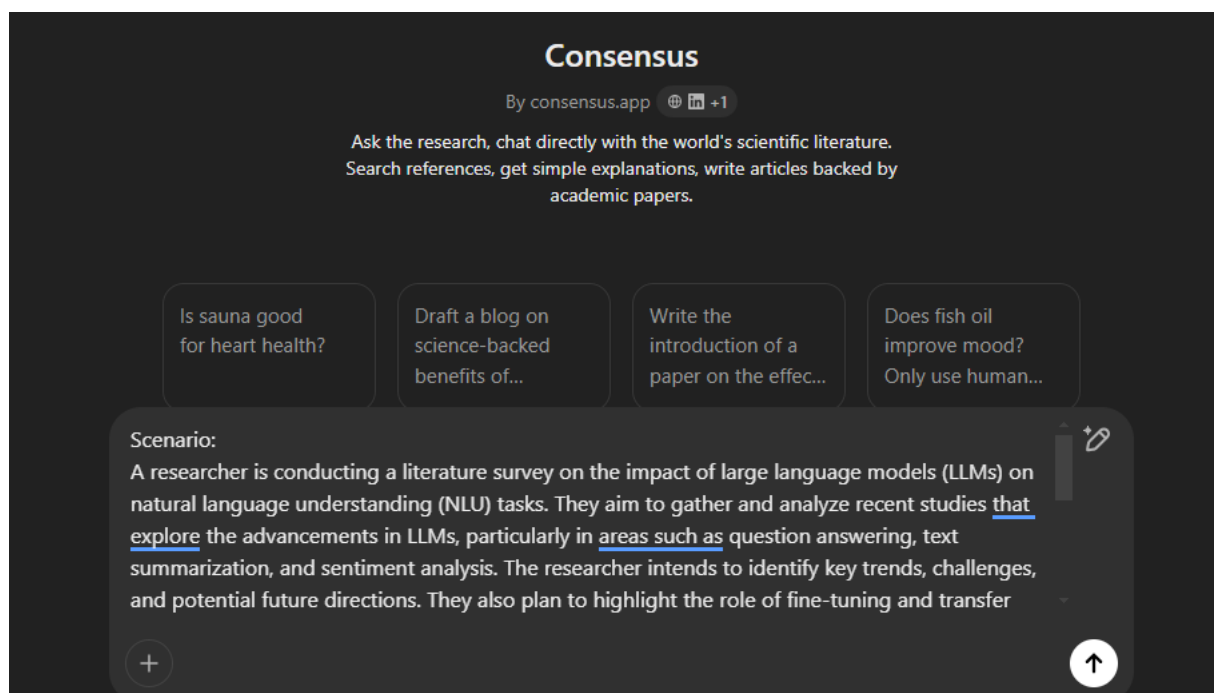 Consensus
By consensus.app in +1
Ask the research, chat directly with the world's scientific literature.
Search references, get simple explanations, write articles backed by
academic papers.
Is sauna good
for heart health?
Draft a blog on
science-backed
benefits of...
Write the
introduction of a
paper on the effec...
Does fish oil
improve mood?
Only use human...
Scenario:
A researcher is conducting a literature survey on the impact of large language models (LLMs) on
natural language understanding (NLU) tasks. They aim to gather and analyze recent studies that
explore the advancements in LLMs, particularly in areas such as question answering, text
summarization, and sentiment analysis. The researcher intends to identify key trends, challenges,
and potential future directions. They also plan to highlight the role of fine-tuning and transfer